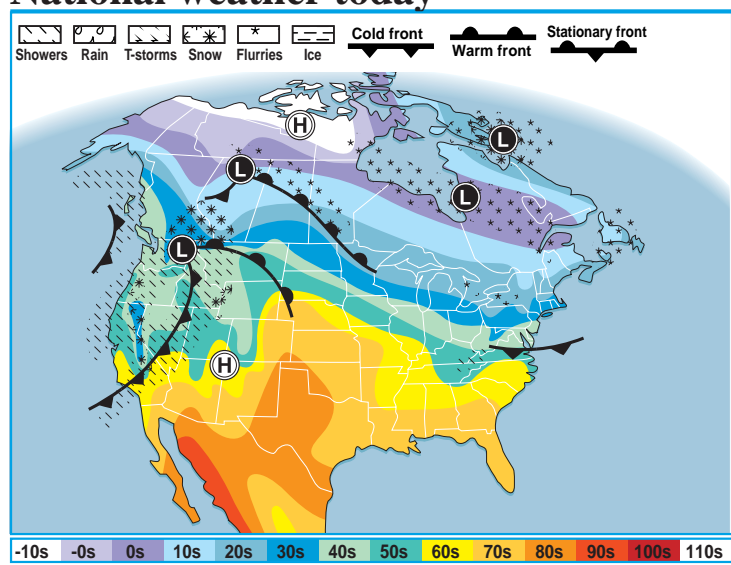 National weather today
Cold front
Stationary front
Warm front
Showers Rain T-storms Snow Flurries Ice
H
L
L
L
L
H
-10s -0s 0s 10s 20s 30s 40s 50s 60s 70s 80s 90s 100s 110s